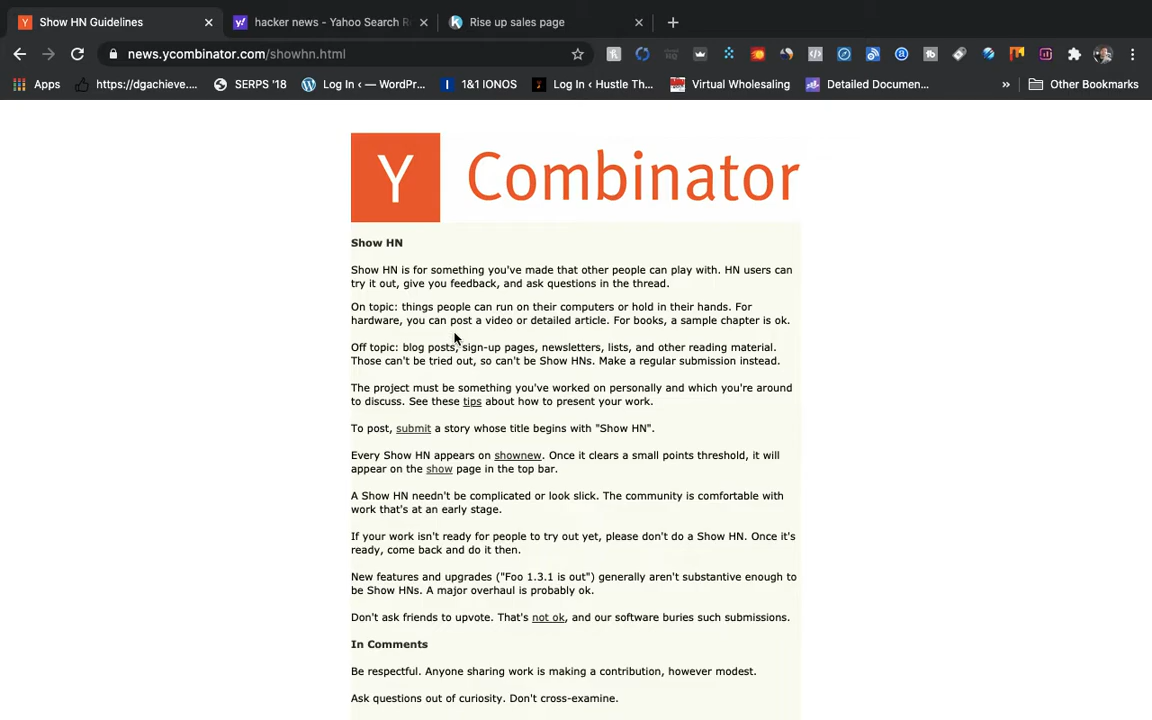 Show HN Guidelines
hacker news - Yahoo Search R
Rise up sales page
news.ycombinator.com/showhn.html
Apps
https://dgachieve....
SERPS '18
Log In ‹ — WordPr...
1&1 IONOS
Log In ‹ Hustle Th...
Virtual Wholesaling
Detailed Documen...
»
Other Bookmarks
Y Combinator
Show HN
Show HN is for something you've made that other people can play with. HN users can
try it out, give you feedback, and ask questions in the thread.
On topic: things people can run on their computers or hold in their hands. For
hardware, you can post a video or detailed article. For books, a sample chapter is ok.
Off topic: blog posts, sign-up pages, newsletters, lists, and other reading material.
Those can't be tried out, so can't be Show HNs. Make a regular submission instead.
The project must be something you've worked on personally and which you're around
to discuss. See these tips about how to present your work.
To post, submit a story whose title begins with "Show HN".
Every Show HN appears on shownew. Once it clears a small points threshold, it will
appear on the show page in the top bar.
A Show HN needn't be complicated or look slick. The community is comfortable with
work that's at an early stage.
If your work isn't ready for people to try out yet, please don't do a Show HN. Once it's
ready, come back and do it then.
New features and upgrades ("Foo 1.3.1 is out") generally aren't substantive enough to
be Show HNs. A major overhaul is probably ok.
Don't ask friends to upvote. That's not ok, and our software buries such submissions.
In Comments
Be respectful. Anyone sharing work is making a contribution, however modest.
Ask questions out of curiosity. Don't cross-examine.